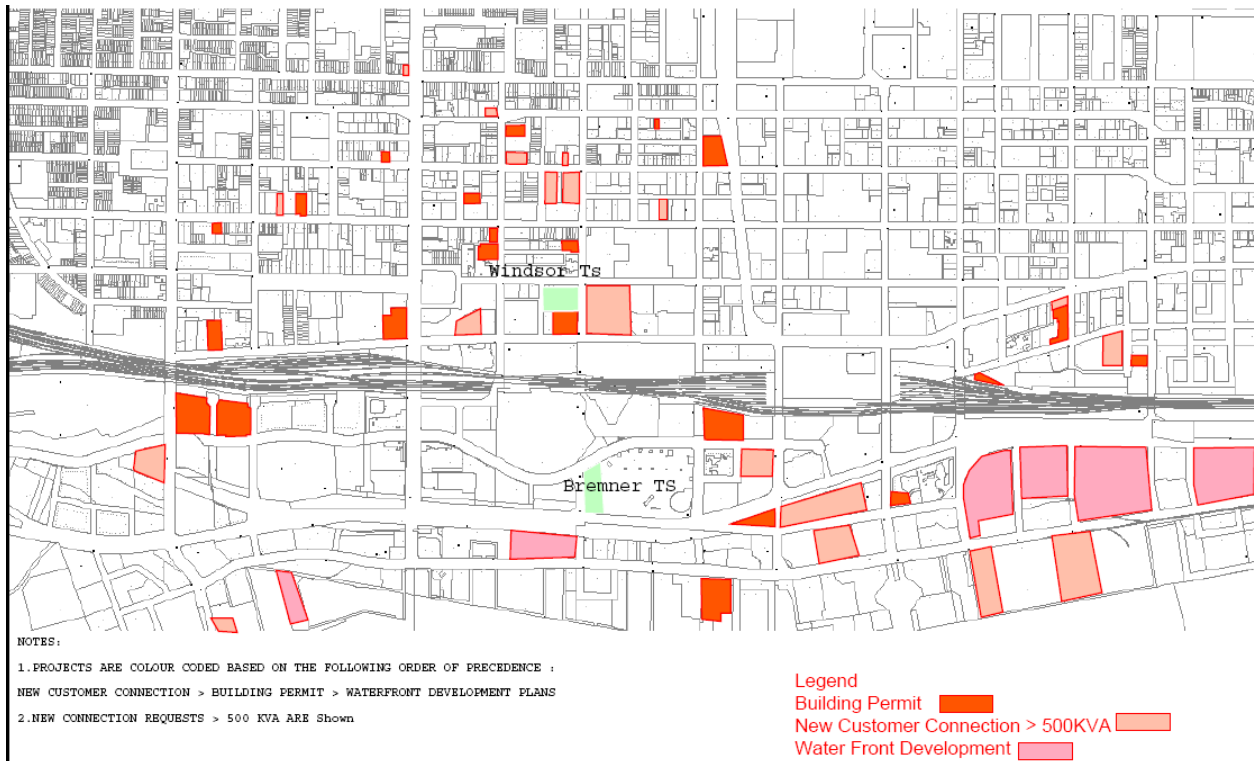 Windsor Ts
Bremner TS
NOTES:
1.PROJECTS ARE COLOUR CODED BASED ON THE FOLLOWING ORDER OF PRECEDENCE :
NEW CUSTOMER CONNECTION > BUILDING PERMIT > WATERFRONT DEVELOPMENT PLANS
2.NEW CONNECTION REQUESTS > 500 KVA ARE Shown
Legend
Building Permit
New Customer Connection > 500KVA
Water Front Development